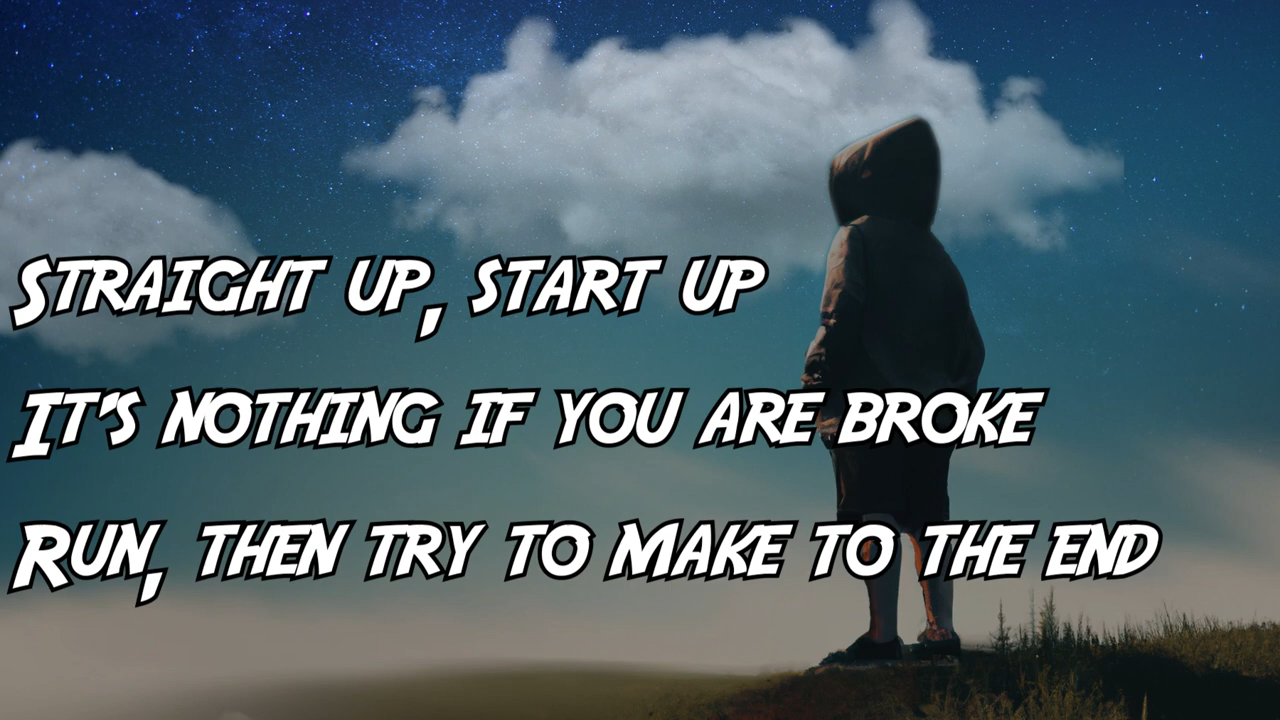 Straight up, start up
It's nothing if you are broke
Run, then try to make to the end